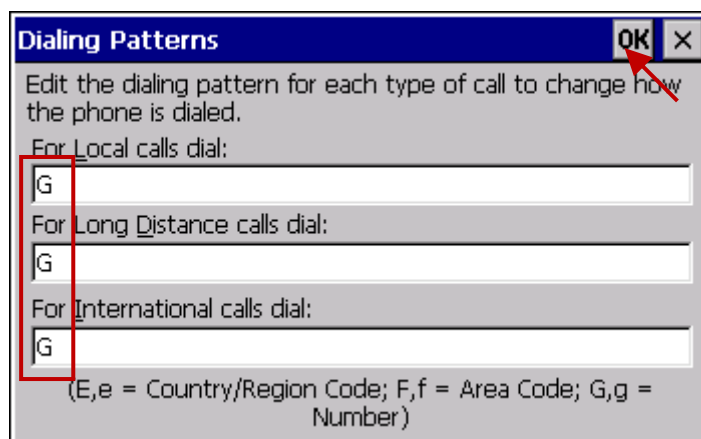 Dialing Patterns OK ×
Edit the dialing pattern for each type of call to change how
the phone is dialed.
For Local calls dial:
G
For Long Distance calls dial:
G
For International calls dial:
G
(E,e = Country/Region Code; F,f = Area Code; G,g =
Number)